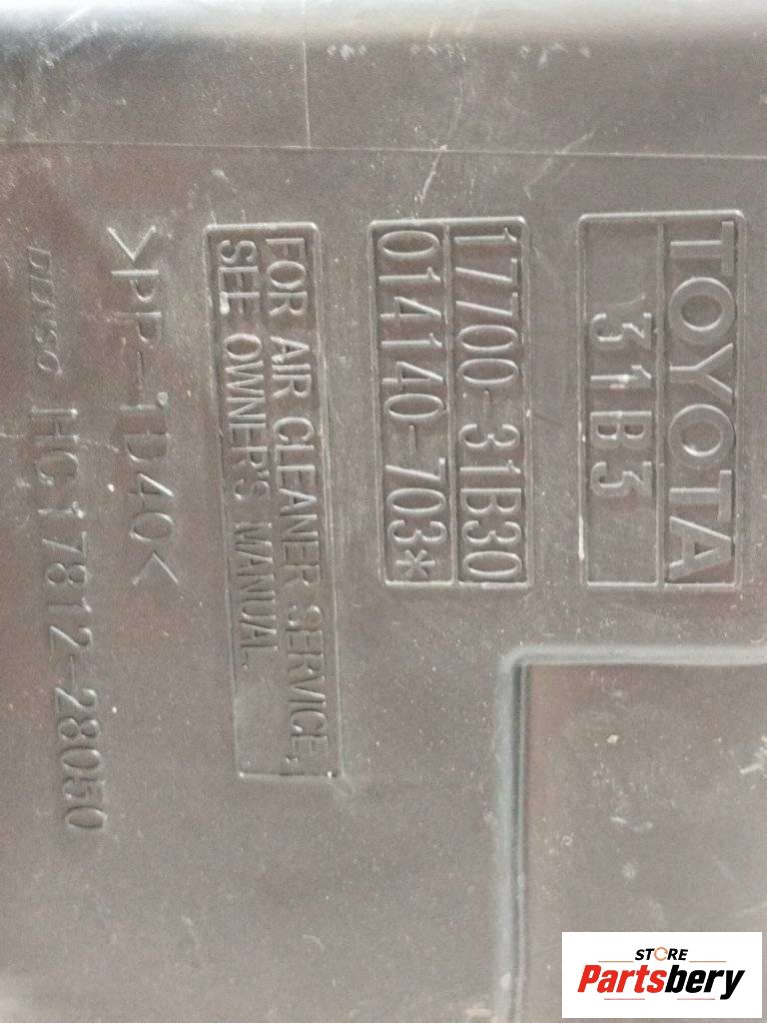 TOYOTA
31B3
17700-31B30
014140-703*
FOR AIR CLEANER SERVICE,
SEE OWNER'S MANUAL.
>PP-TD40<
DENSO HC17812-28050
STORE
Partsbery